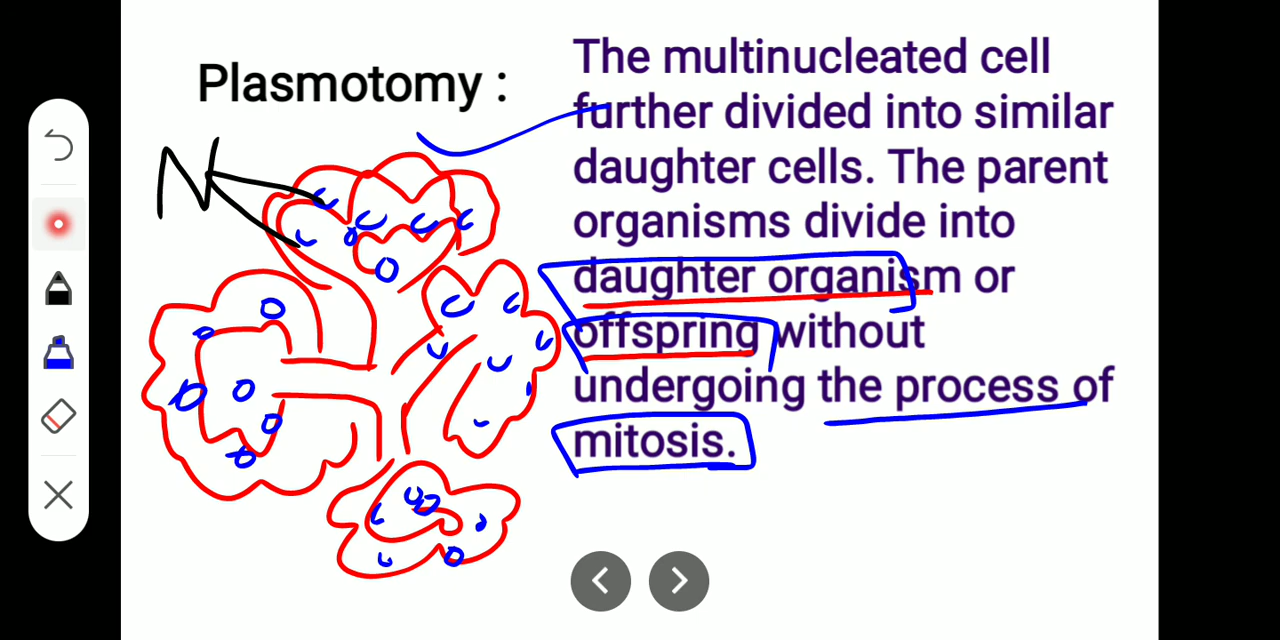 Plasmotomy :
The multinucleated cell
further divided into similar
daughter cells. The parent
organisms divide into
daughter organism or
offspring without
undergoing the process of
mitosis.
N